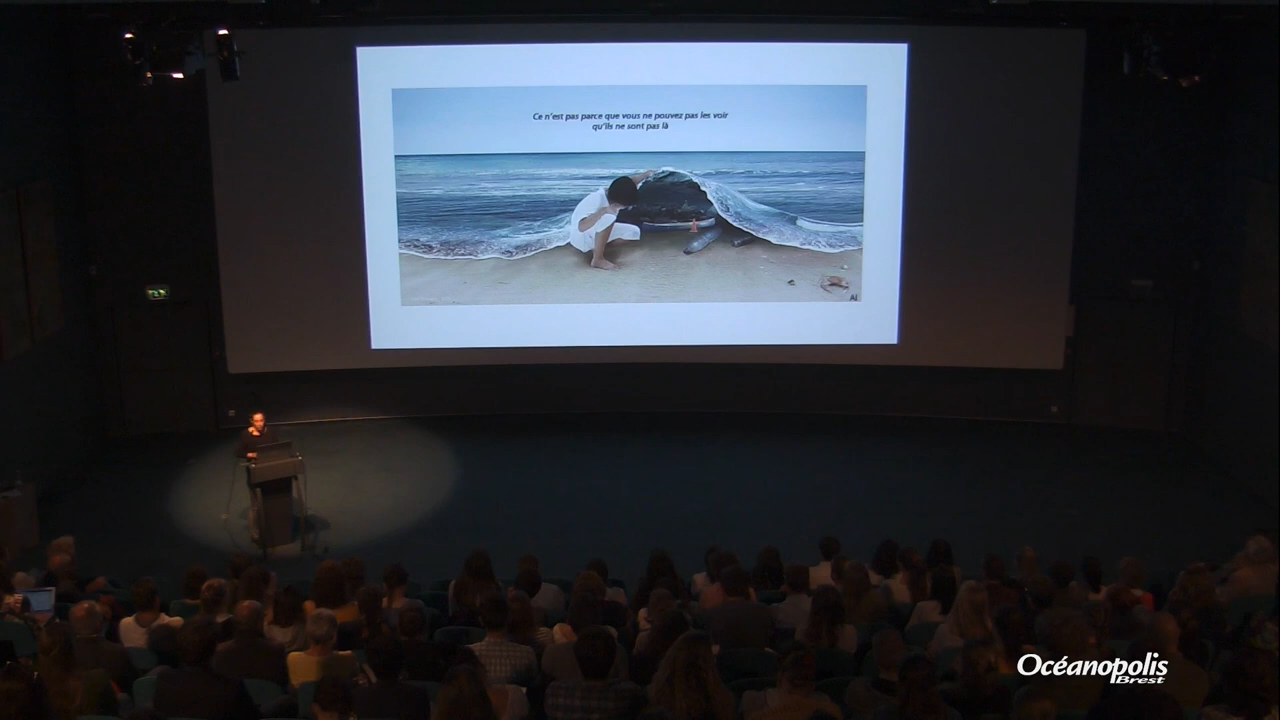 Ce n'est pas parce que vous ne pouvez pas les voir
qu'ils ne sont pas là
AJ
Océanopolis
Brest